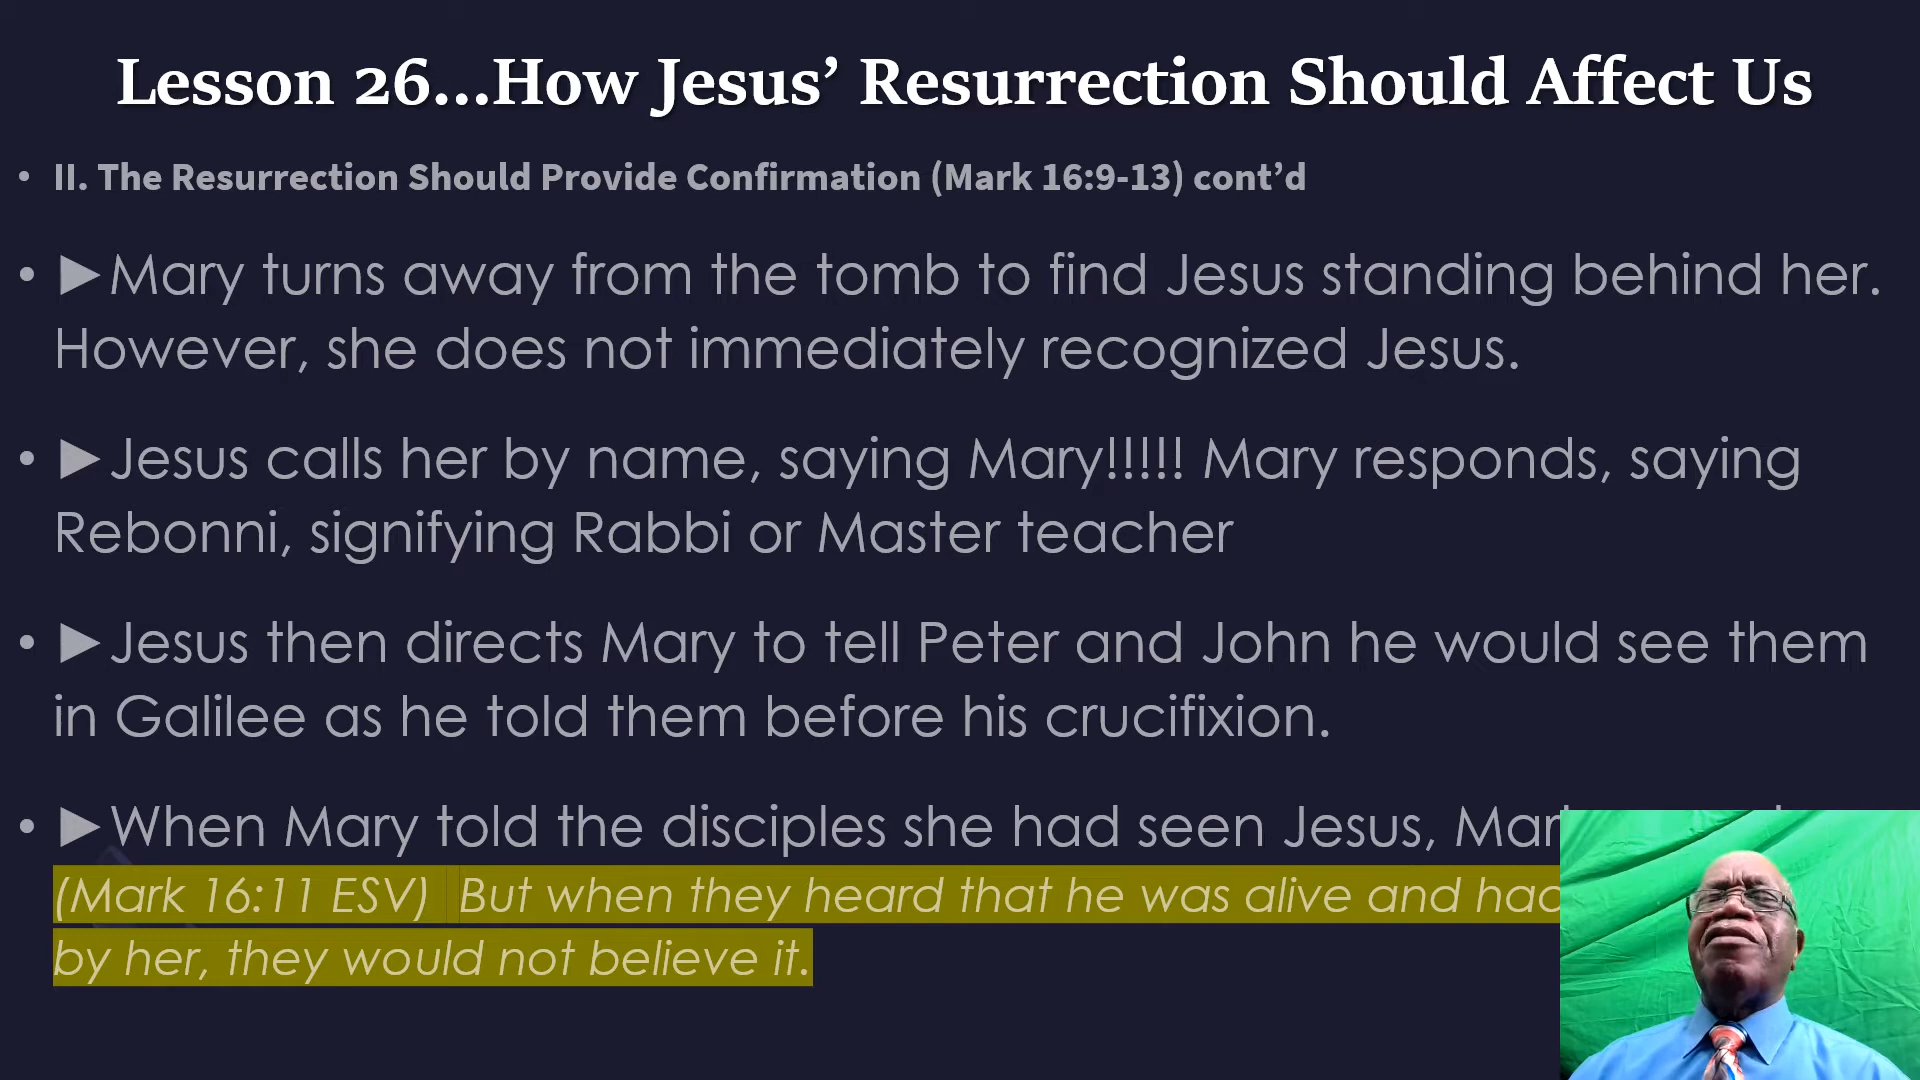 Lesson 26...How Jesus’ Resurrection Should Affect Us
• II. The Resurrection Should Provide Confirmation (Mark 16:9-13) cont’d
• ►Mary turns away from the tomb to find Jesus standing behind her.
However, she does not immediately recognized Jesus.
• ►Jesus calls her by name, saying Mary!!!!! Mary responds, saying
Rebonni, signifying Rabbi or Master teacher
• ►Jesus then directs Mary to tell Peter and John he would see them
in Galilee as he told them before his crucifixion.
• ►When Mary told the disciples she had seen Jesus,
(Mark 16:11 ESV) But when they heard that he was alive and had
by her, they would not believe it.